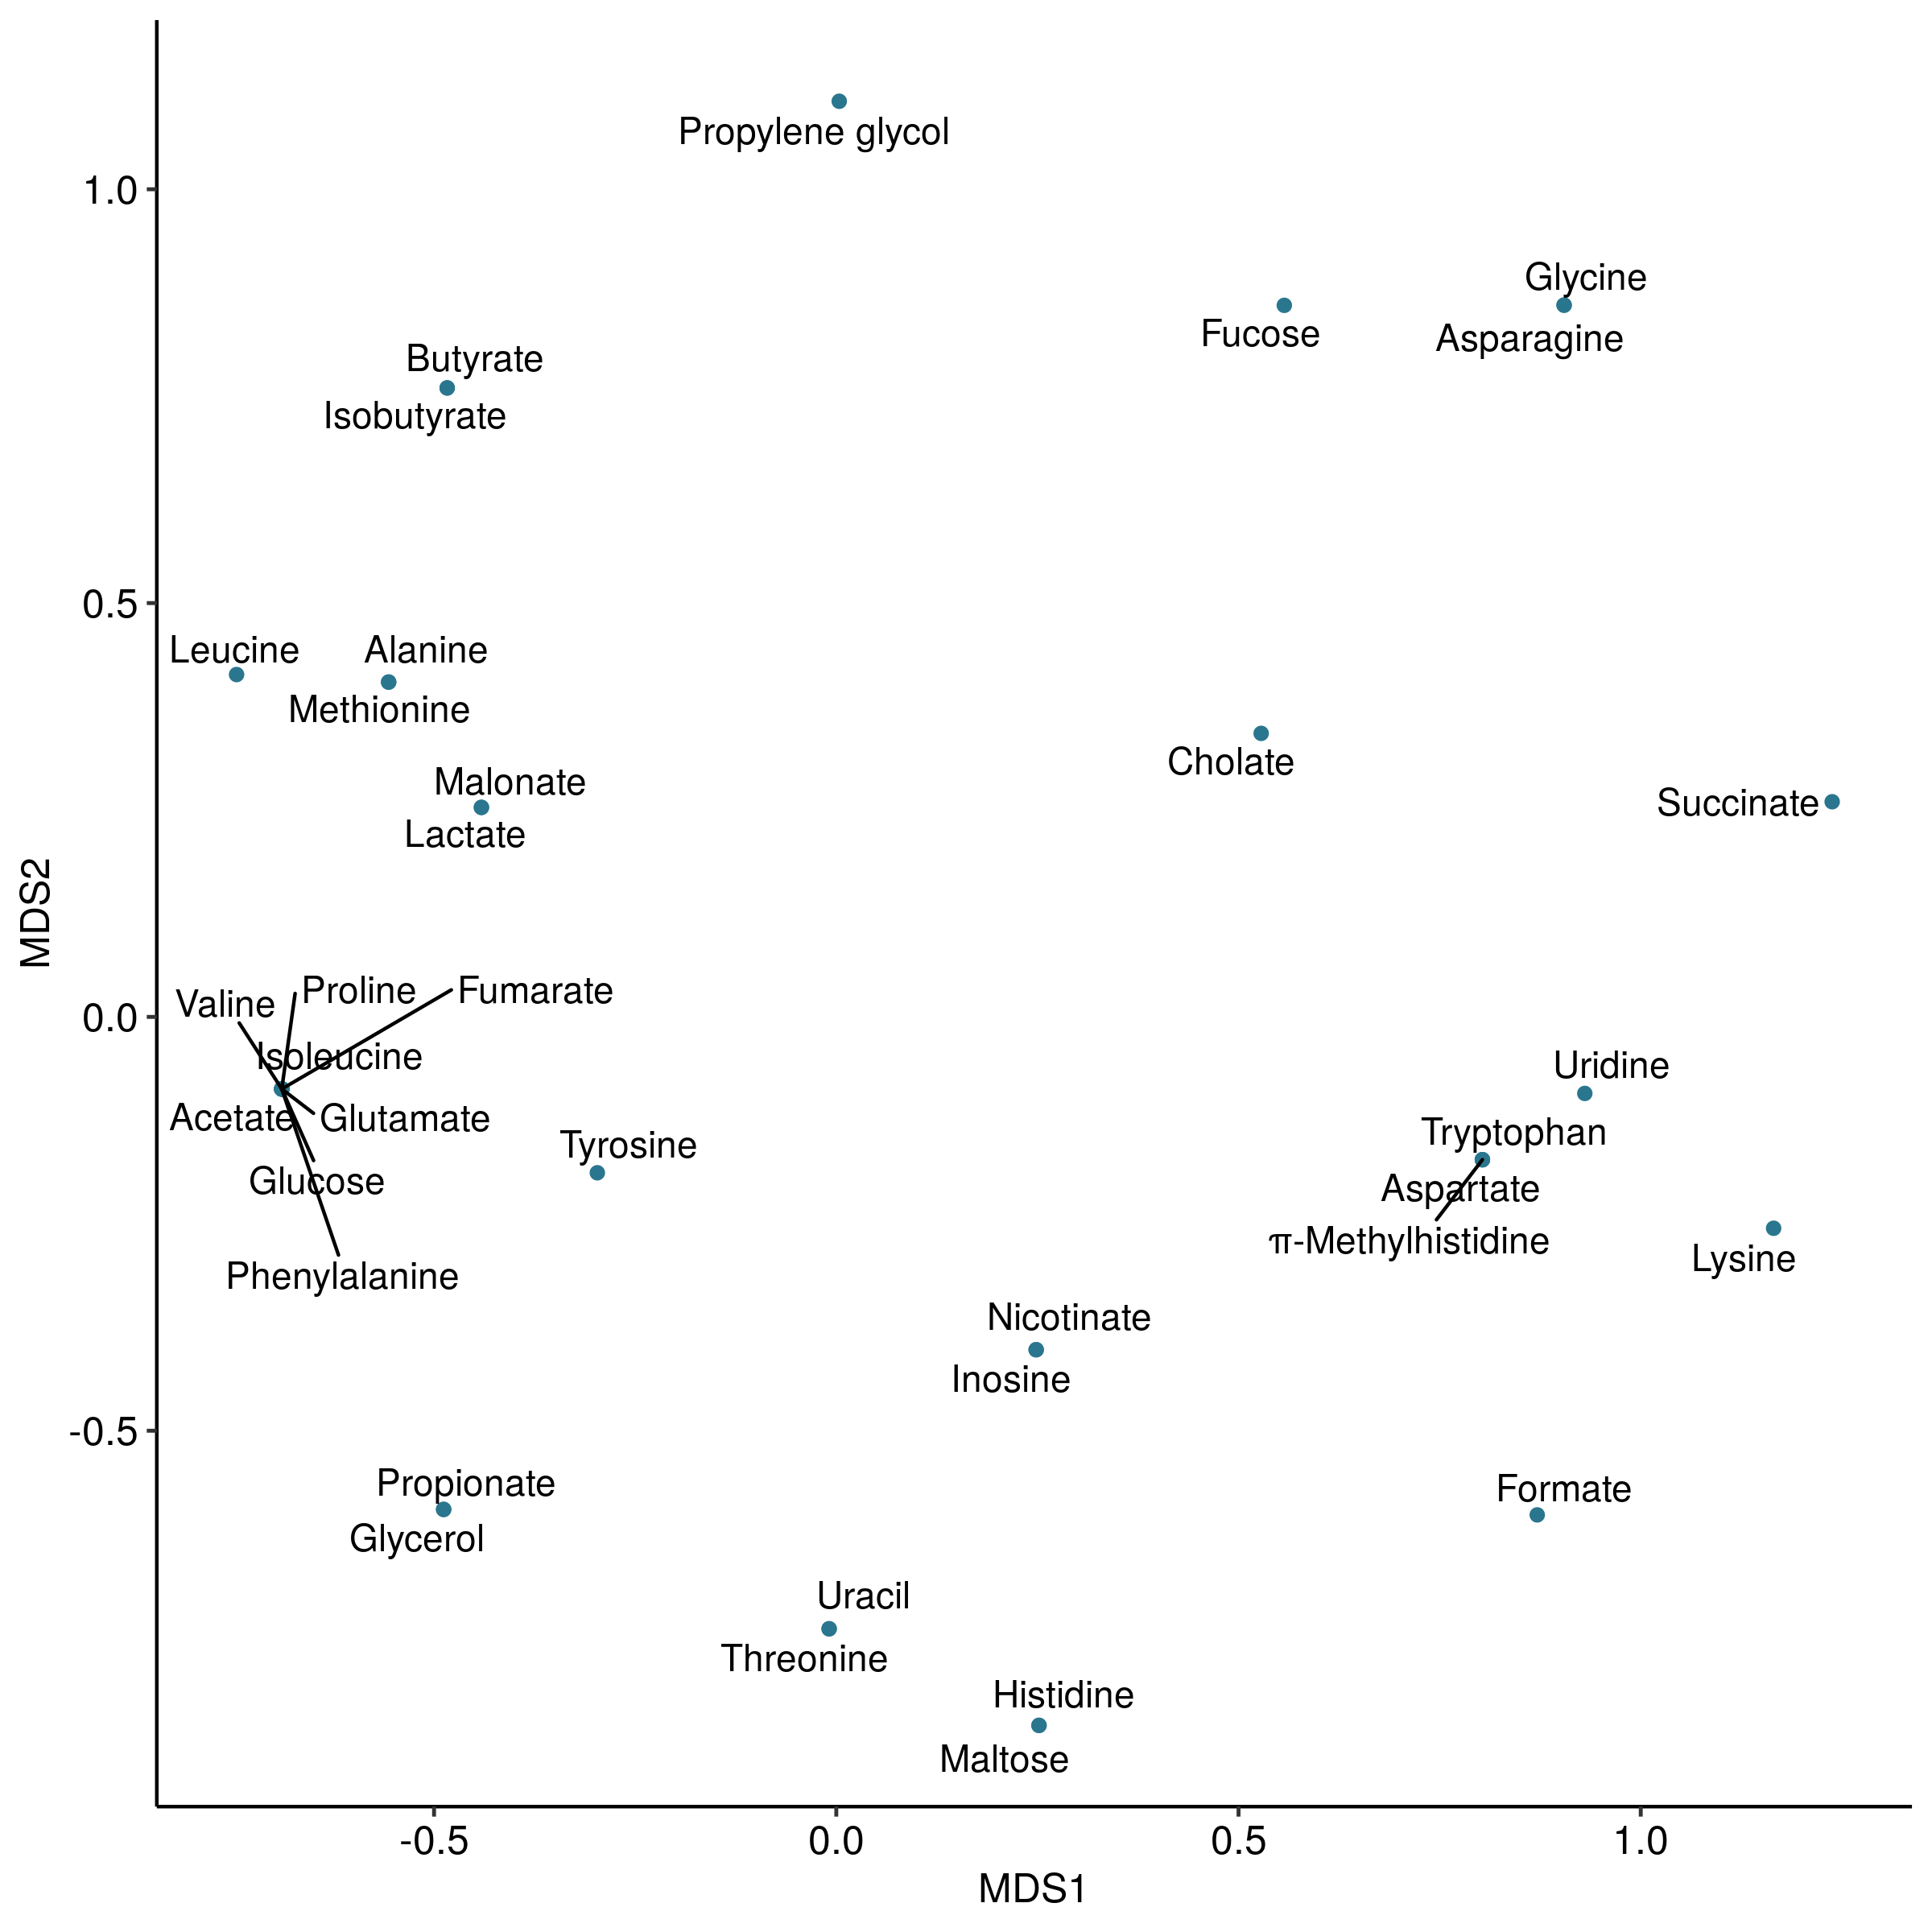 Propylene glycol
1.0
Glycine
Fucose
Asparagine
Butyrate
Isobutyrate
0.5
Leucine
Alanine
Methionine
Cholate
Malonate
Succinate
Lactate
MDS2
Valine
Proline
Fumarate
0.0
Isoleucine
Uridine
Acetate
Glutamate
Tryptophan
Tyrosine
Glucose
Aspartate
π-Methylhistidine
Lysine
Phenylalanine
Nicotinate
Inosine
-0.5
Propionate
Formate
Glycerol
Uracil
Threonine
Histidine
Maltose
-0.5 0.0 0.5 1.0
MDS1